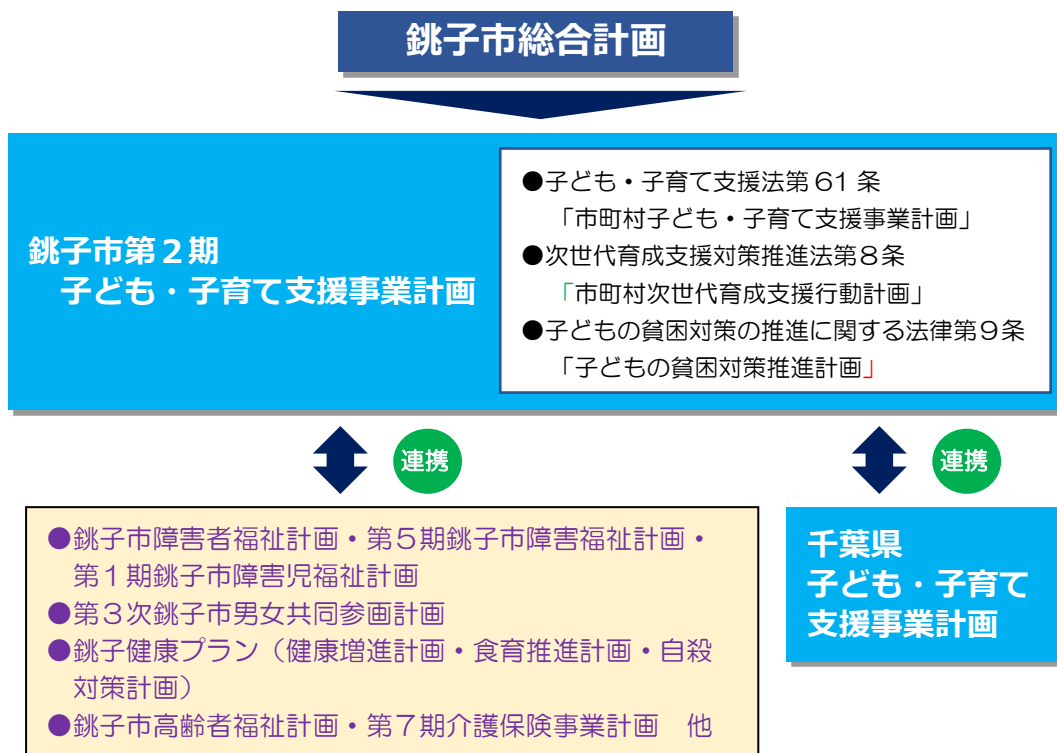 銚子市総合計画
銚子市第２期
子ども・子育て支援事業計画
●子ども・子育て支援法第 61 条
「市町村子ども・子育て支援事業計画」
●次世代育成支援対策推進法第８条
「市町村次世代育成支援行動計画」
●子どもの貧困対策の推進に関する法律第９条
「子どもの貧困対策推進計画」
連携
連携
●銚子市障害者福祉計画・第５期銚子市障害福祉計画・
第１期銚子市障害児福祉計画
●第３次銚子市男女共同参画計画
●銚子健康プラン（健康増進計画・食育推進計画・自殺
対策計画）
●銚子市高齢者福祉計画・第７期介護保険事業計画　他
千葉県
子ども・子育て
支援事業計画